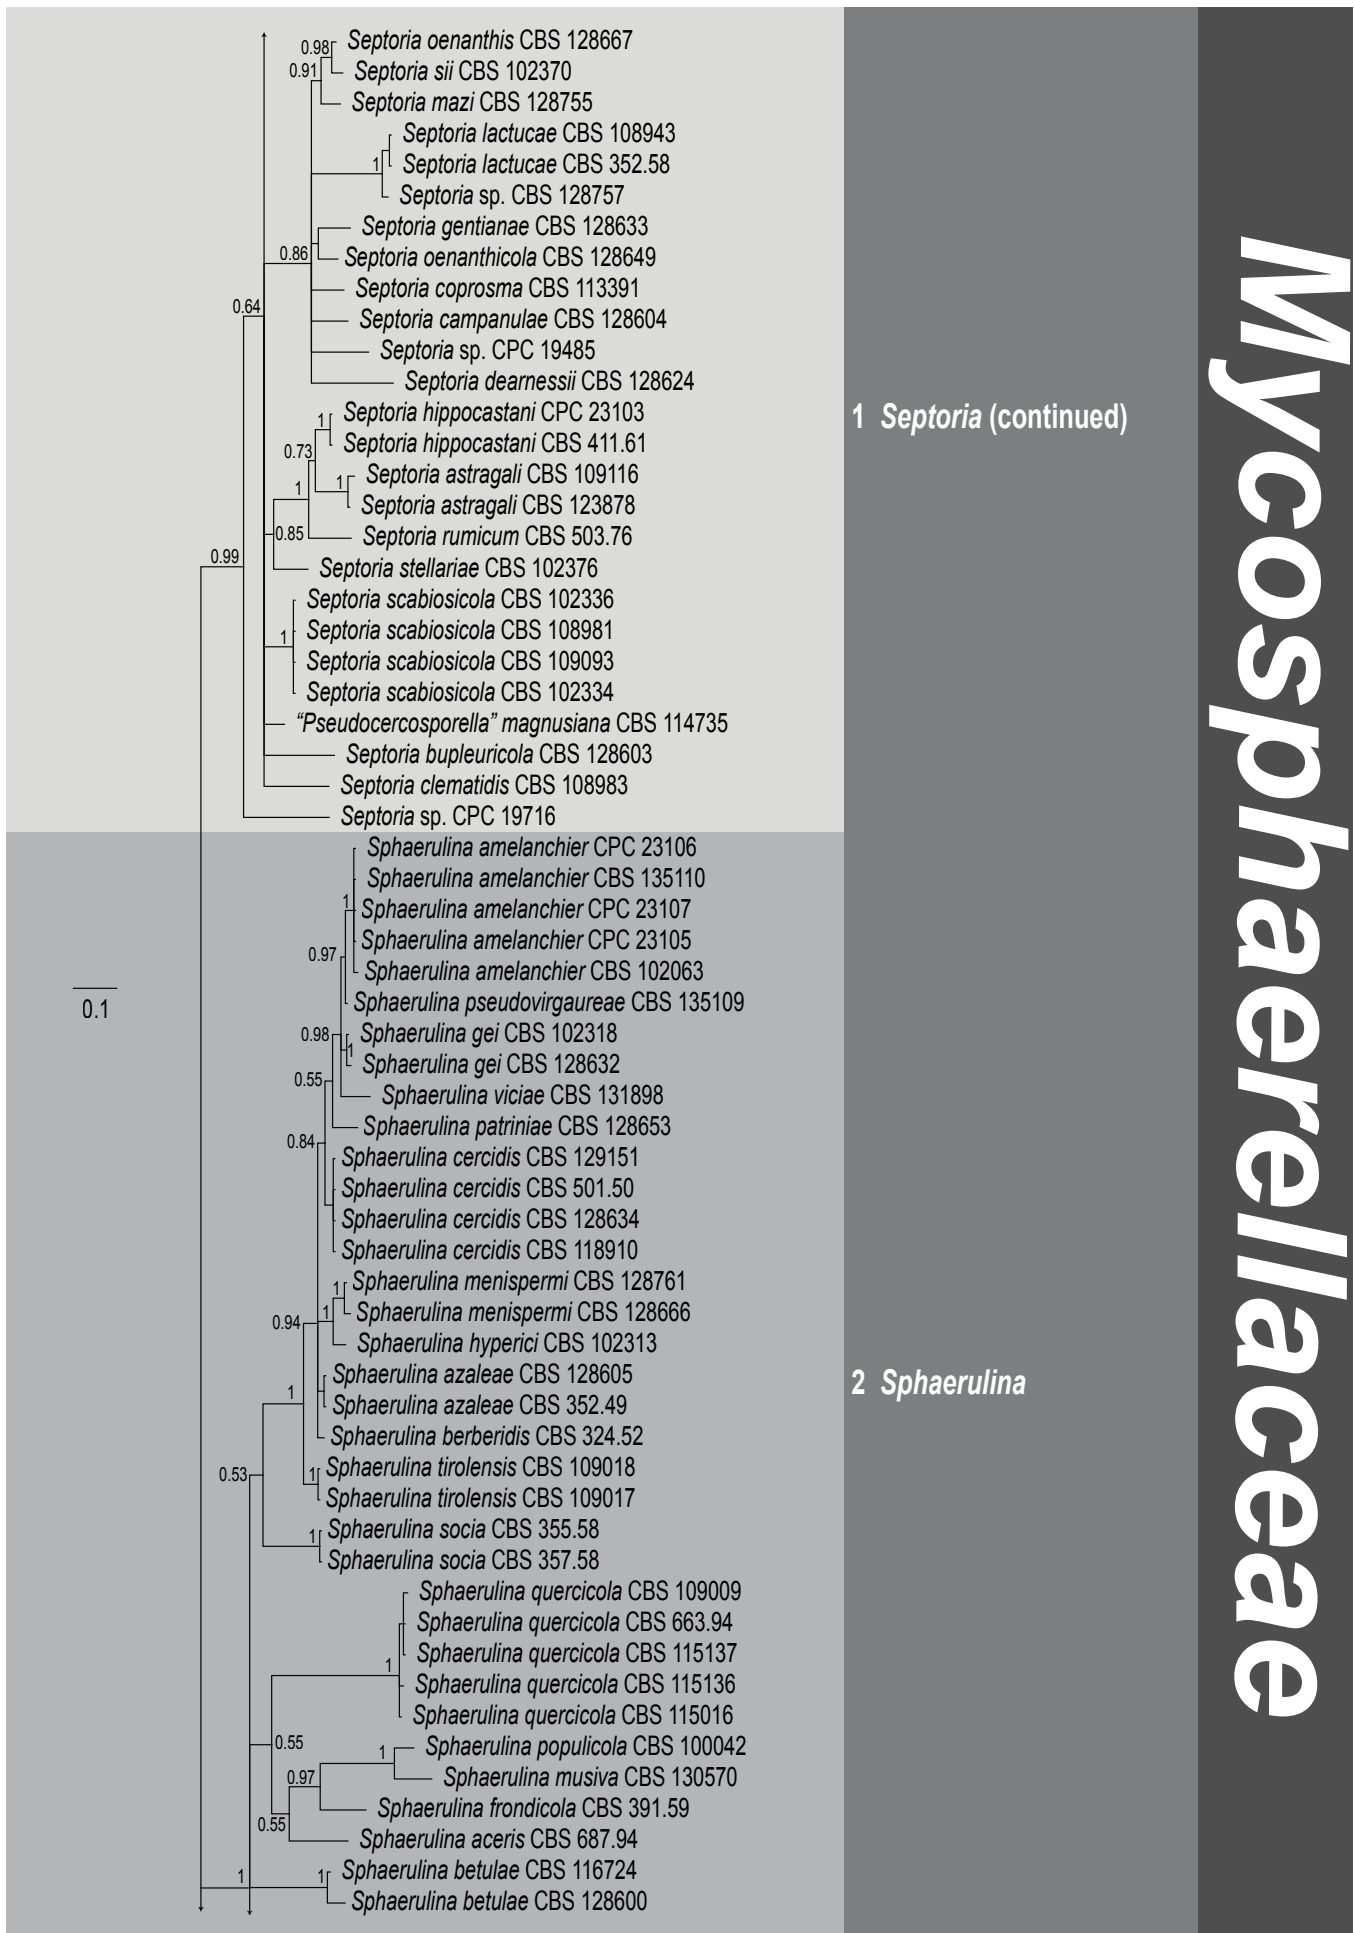 Septoria oenanthis CBS 128667
0.98
Septoria sii CBS 102370
0.91
Septoria mazi CBS 128755
Septoria lactucae CBS 108943
Septoria lactucae CBS 352.58
1
Septoria sp. CBS 128757
Septoria gentianae CBS 128633
0.86
Septoria oenanthicola CBS 128649
Septoria coprosma CBS 113391
0.64
Septoria campanulae CBS 128604
Septoria sp. CPC 19485
Septoria dearnessii CBS 128624
Septoria hippocastani CPC 23103
1
Septoria hippocastani CBS 411.61
0.73
Septoria astragali CBS 109116
1
1
Septoria astragali CBS 123878
0.85
Septoria rumicum CBS 503.76
0.99
Septoria stellariae CBS 102376
Septoria scabiosicola CBS 102336
Septoria scabiosicola CBS 108981
1
Septoria scabiosicola CBS 109093
Septoria scabiosicola CBS 102334
“Pseudocercosporella” magnusiana CBS 114735
Septoria bupleuricola CBS 128603
Septoria clematidis CBS 108983
Septoria sp. CPC 19716
1 Septoria (continued)
Sphaerulina amelanchier CPC 23106
Sphaerulina amelanchier CBS 135110
1
Sphaerulina amelanchier CPC 23107
Sphaerulina amelanchier CPC 23105
0.97
Sphaerulina amelanchier CBS 102063
Sphaerulina pseudovirgaureae CBS 135109
0.1
0.98
Sphaerulina gei CBS 102318
1
Sphaerulina gei CBS 128632
0.55
Sphaerulina viciae CBS 131898
Sphaerulina patriniae CBS 128653
0.84
Sphaerulina cercidis CBS 129151
Sphaerulina cercidis CBS 501.50
Sphaerulina cercidis CBS 128634
Sphaerulina cercidis CBS 118910
Sphaerulina menispermi CBS 128761
1
Sphaerulina menispermi CBS 128666
1
0.94
Sphaerulina hyperici CBS 102313
Sphaerulina azaleae CBS 128605
1
Sphaerulina azaleae CBS 352.49
Sphaerulina berberidis CBS 324.52
Sphaerulina tirolensis CBS 109018
1
0.53
Sphaerulina tirolensis CBS 109017
Sphaerulina socia CBS 355.58
1
Sphaerulina socia CBS 357.58
Sphaerulina quercicola CBS 109009
Sphaerulina quercicola CBS 663.94
Sphaerulina quercicola CBS 115137
1
Sphaerulina quercicola CBS 115136
Sphaerulina quercicola CBS 115016
0.55
Sphaerulina populicola CBS 100042
1
0.97
Sphaerulina musiva CBS 130570
Sphaerulina frondicola CBS 391.59
0.55
Sphaerulina aceris CBS 687.94
Sphaerulina betulae CBS 116724
1
1
Sphaerulina betulae CBS 128600
2 Sphaerulina
Mycosphaerellaceae